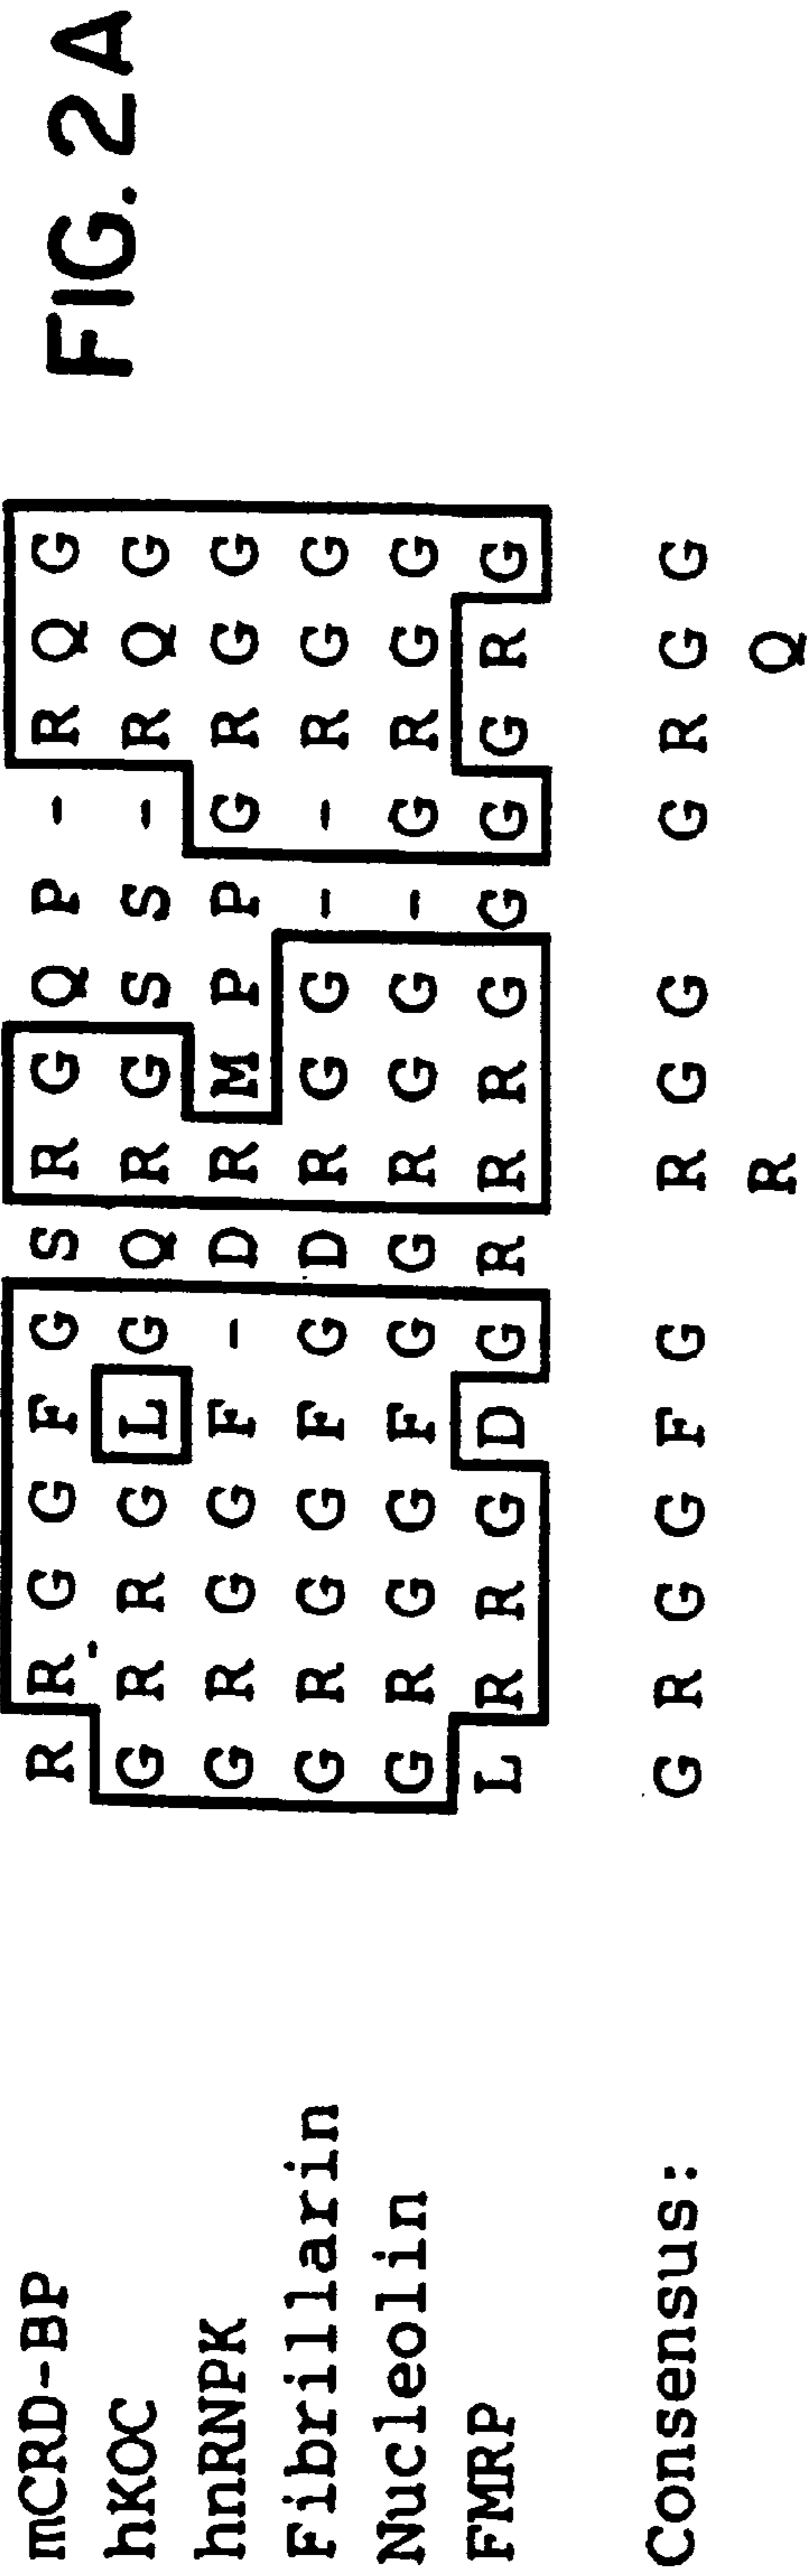 FIG. 2A
mCRD-BP R R G G F G S R G Q P - R Q G
hKOC G R R G L G Q R G S S - R Q G
hnRNPK G R G G F - D R M P P G R G G
Fibrillarin G R G G F G D R G G - - R G G
Nucleolin G R G G F G G R G G - G R G G
FMRP L R R G D G R R R G G G G R G
Consensus: G R G G F G R G G G R G G
R Q